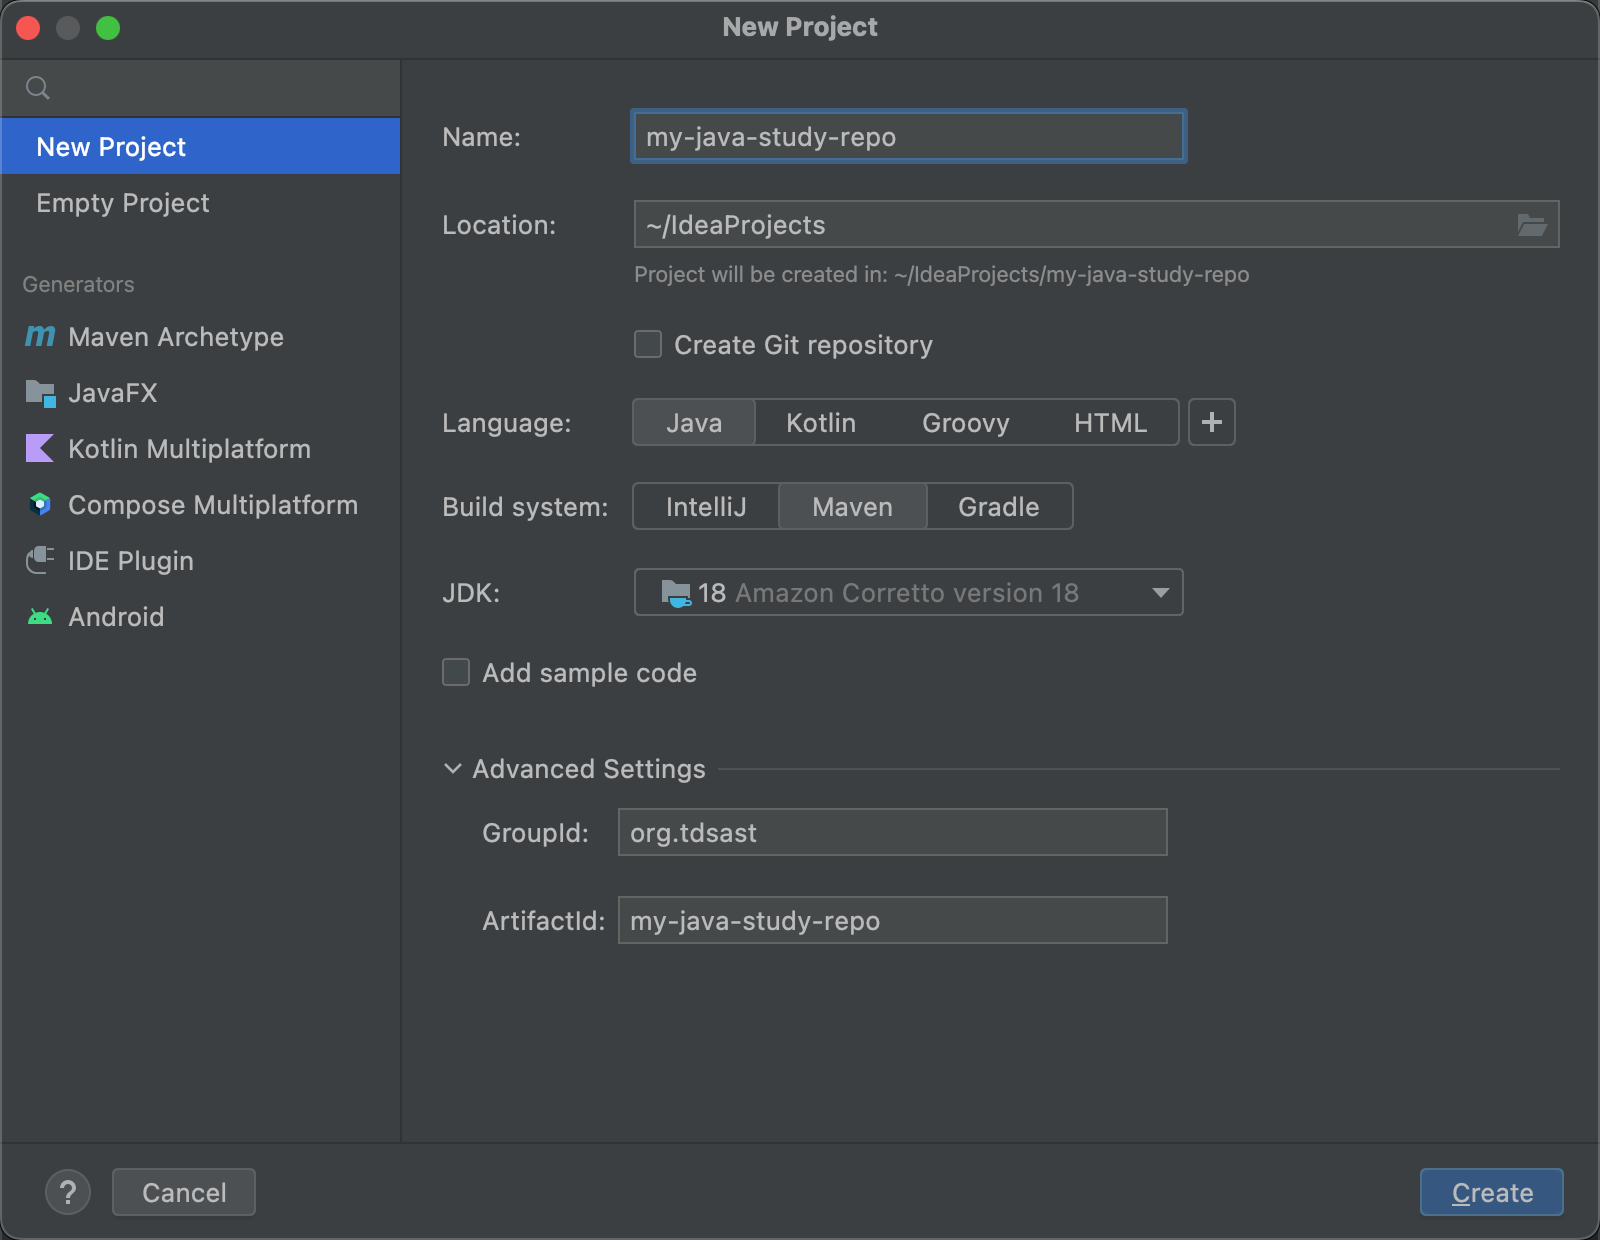 New Project
New Project
Empty Project
Generators
Maven Archetype
JavaFX
Kotlin Multiplatform
Compose Multiplatform
IDE Plugin
Android
Name: my-java-study-repo
Location: ~/IdeaProjects
Project will be created in: ~/IdeaProjects/my-java-study-repo
Create Git repository
Language: Java Kotlin Groovy HTML +
Build system: IntelliJ Maven Gradle
JDK: 18 Amazon Corretto version 18
Add sample code
Advanced Settings
GroupId: org.tdsast
ArtifactId: my-java-study-repo
? Cancel Create